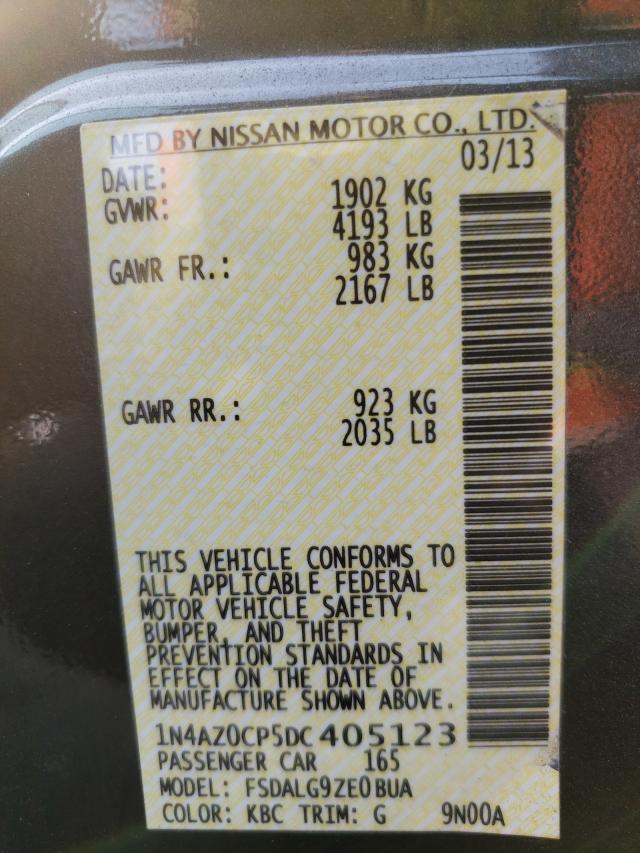 MFD BY NISSAN MOTOR CO., LTD.
DATE: 03/13
GVWR: 1902 KG
4193 LB
GAWR FR.: 983 KG
2167 LB
GAWR RR.: 923 KG
2035 LB
THIS VEHICLE CONFORMS TO
ALL APPLICABLE FEDERAL
MOTOR VEHICLE SAFETY,
BUMPER, AND THEFT
PREVENTION STANDARDS IN
EFFECT ON THE DATE OF
MANUFACTURE SHOWN ABOVE.
1N4AZ0CP5DC405123
PASSENGER CAR 165
MODEL: FSDALG9ZE0BUA
COLOR: KBC TRIM: G 9N00A